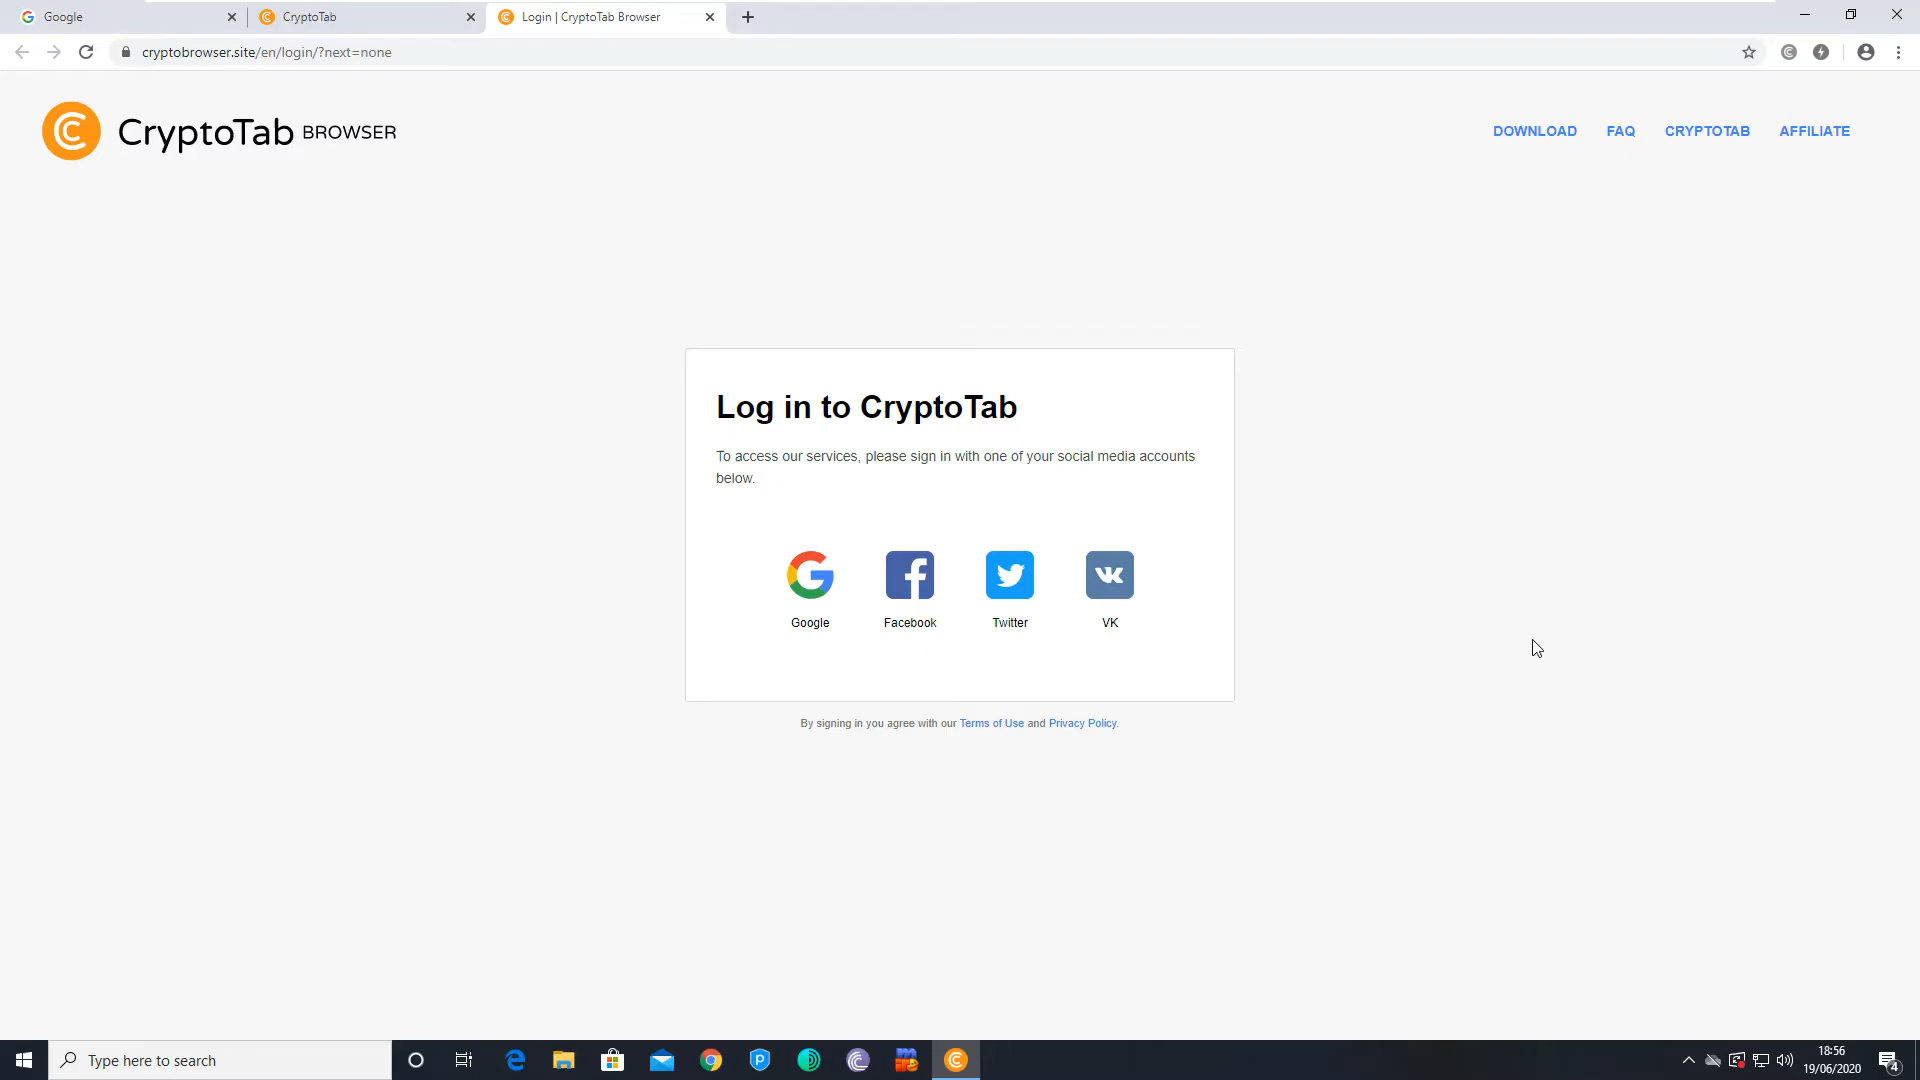 Google
CryptoTab
Login | CryptoTab Browser
cryptobrowser.site/en/login/?next=none
CryptoTab BROWSER
DOWNLOAD FAQ CRYPTOTAB AFFILIATE
Log in to CryptoTab
To access our services, please sign in with one of your social media accounts
below.
Google Facebook Twitter VK
By signing in you agree with our Terms of Use and Privacy Policy.
Type here to search
18:56
19/06/2020
4